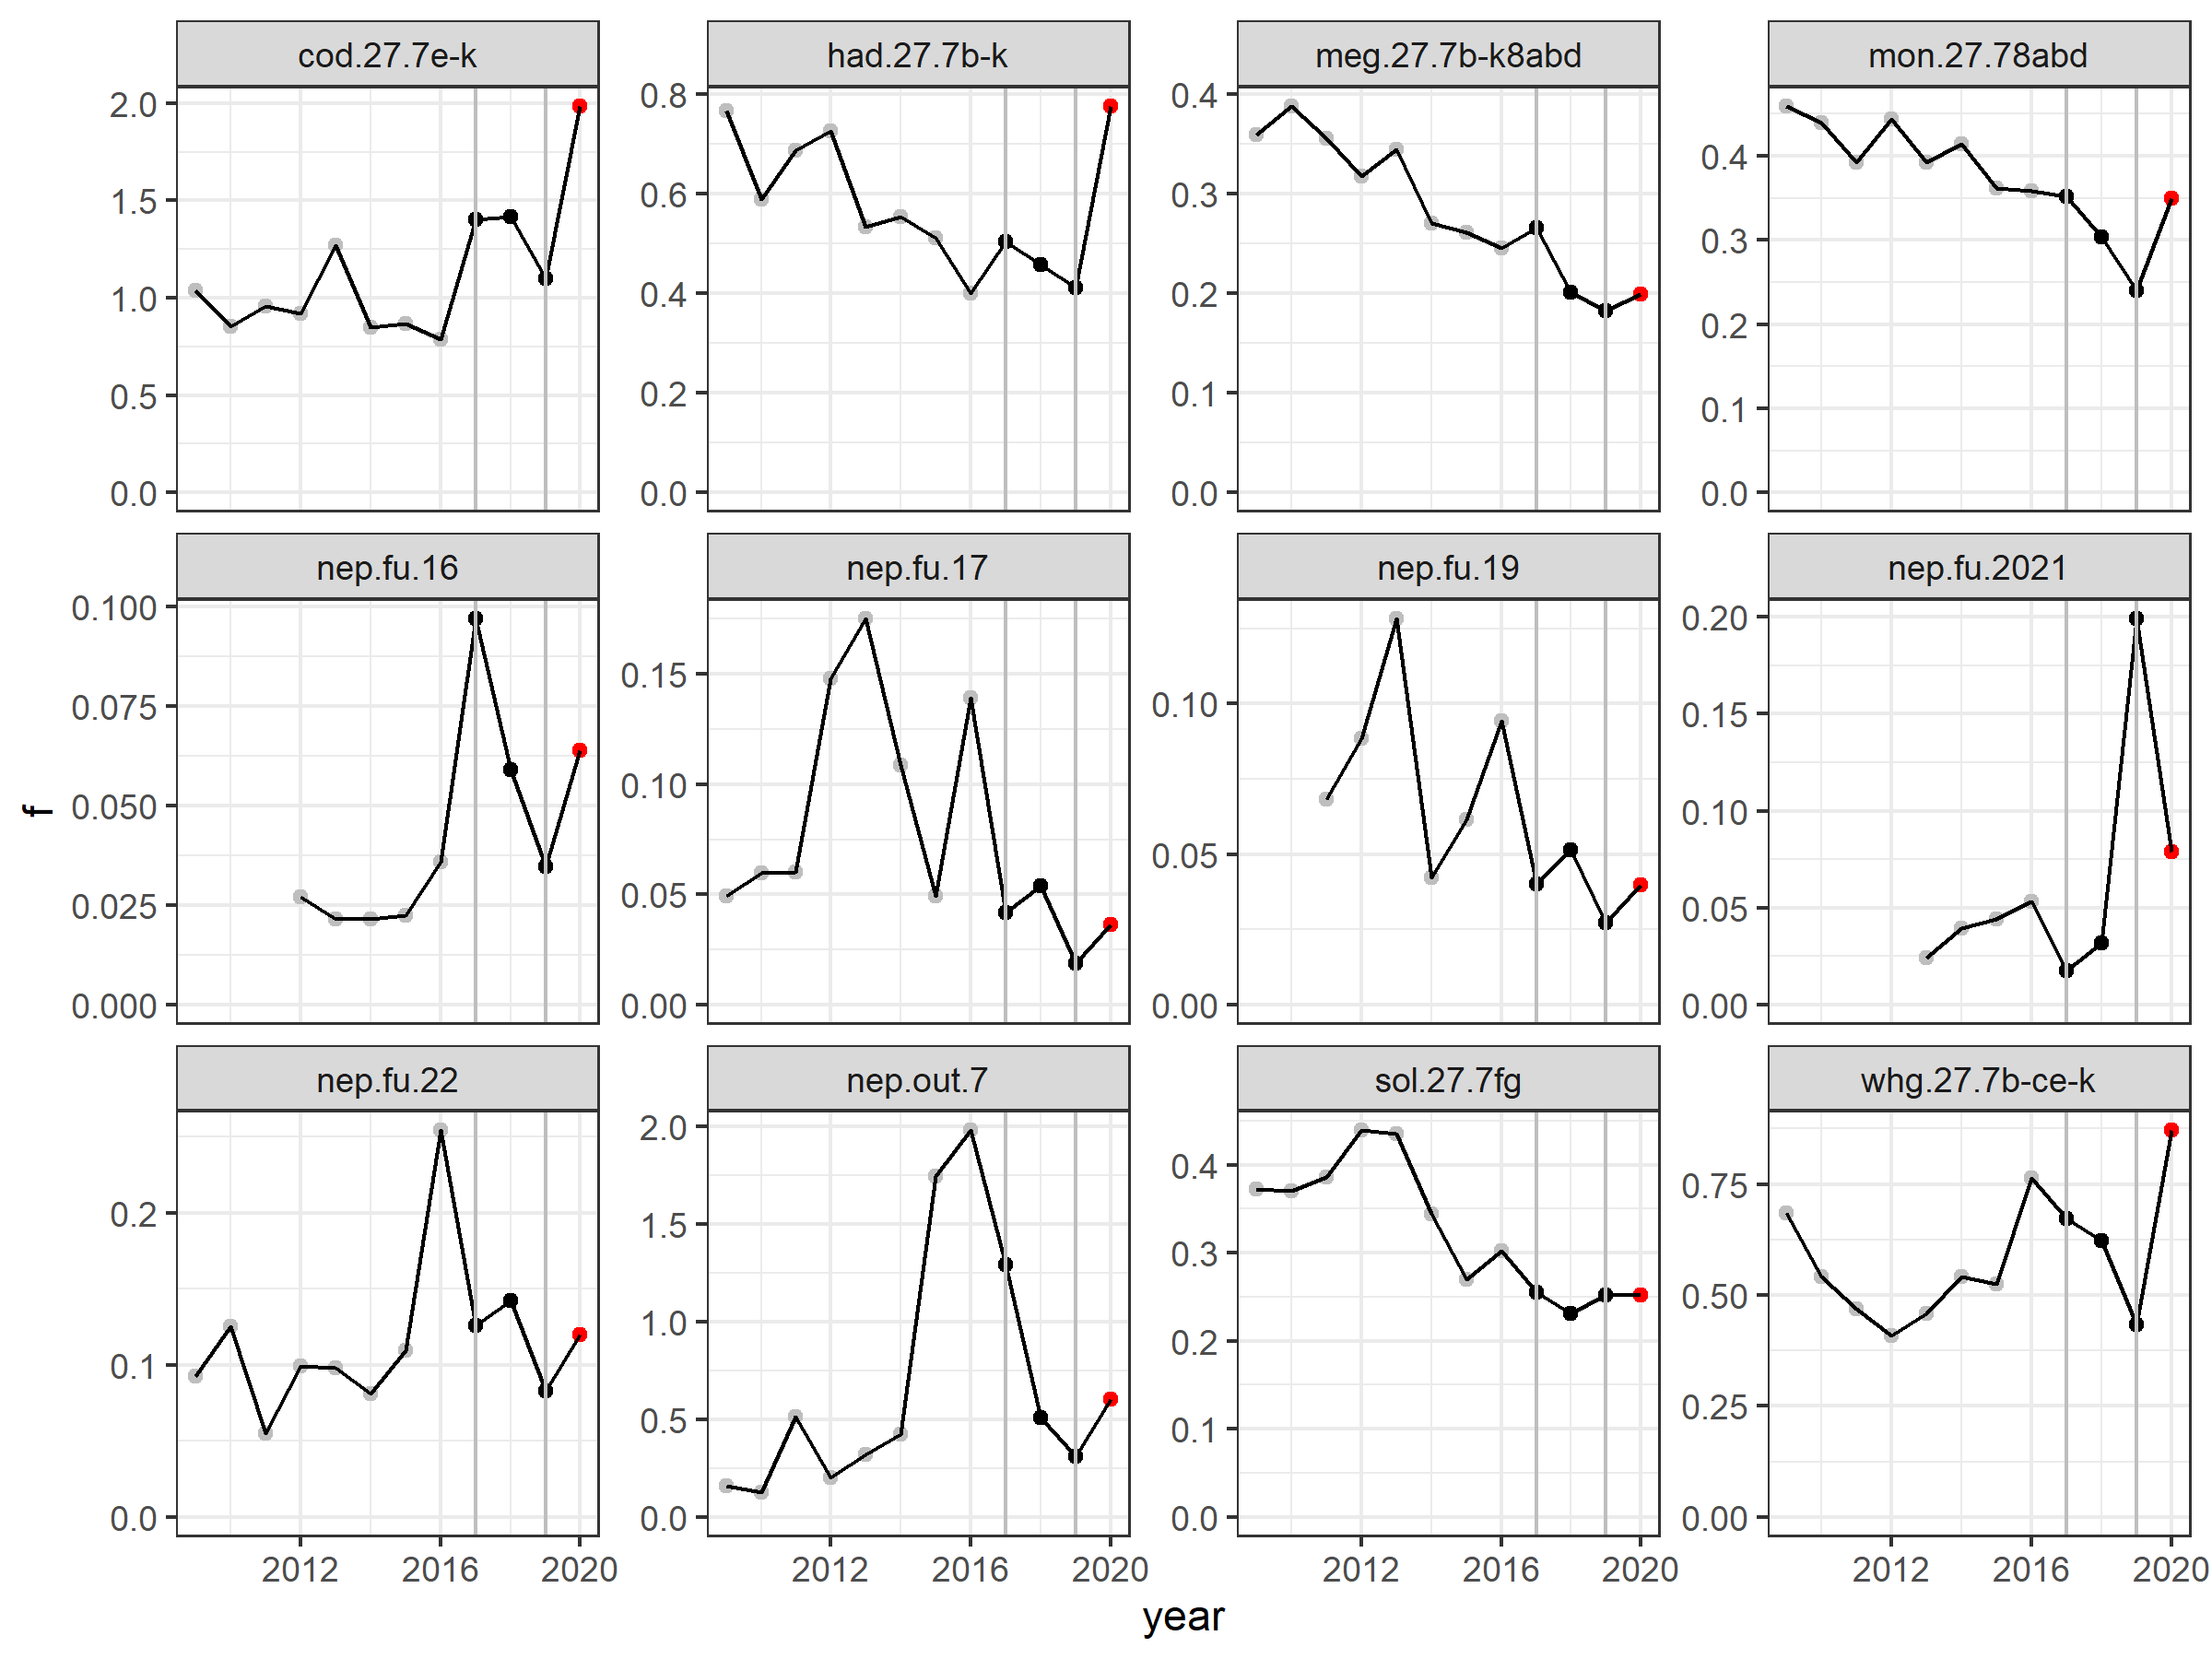 cod.27.7e-k had.27.7b-k meg.27.7b-k8abd mon.27.78abd
2.0 0.8 0.4
1.5 0.6 0.3 0.4
0.3
1.0 0.4 0.2
0.2
0.5 0.2 0.1 0.1
0.0 0.0 0.0 0.0
nep.fu.16 nep.fu.17 nep.fu.19 nep.fu.2021
0.100 0.20
0.075 0.15 0.10 0.15
0.050 0.10 0.05 0.10
0.025 0.05 0.05
0.000 0.00 0.00 0.00
f
nep.fu.22 nep.out.7 sol.27.7fg whg.27.7b-ce-k
2.0
0.4 0.75
0.2 1.5 0.3
1.0 0.50
0.2
0.1 0.5 0.1 0.25
0.0 0.0 0.0 0.00
2012 2016 2020 2012 2016 2020 2012 2016 2020 2012 2016 2020
year